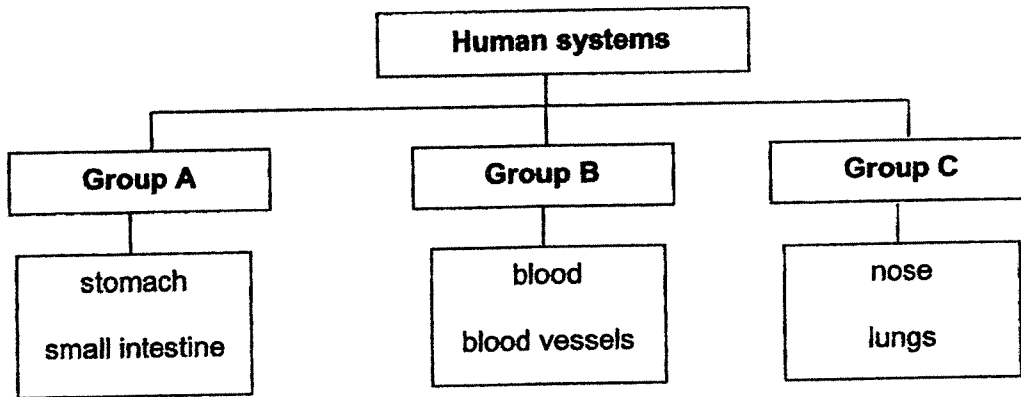 Human systems
Group A
Group B
Group C
stomach
small intestine
blood
blood vessels
nose
lungs